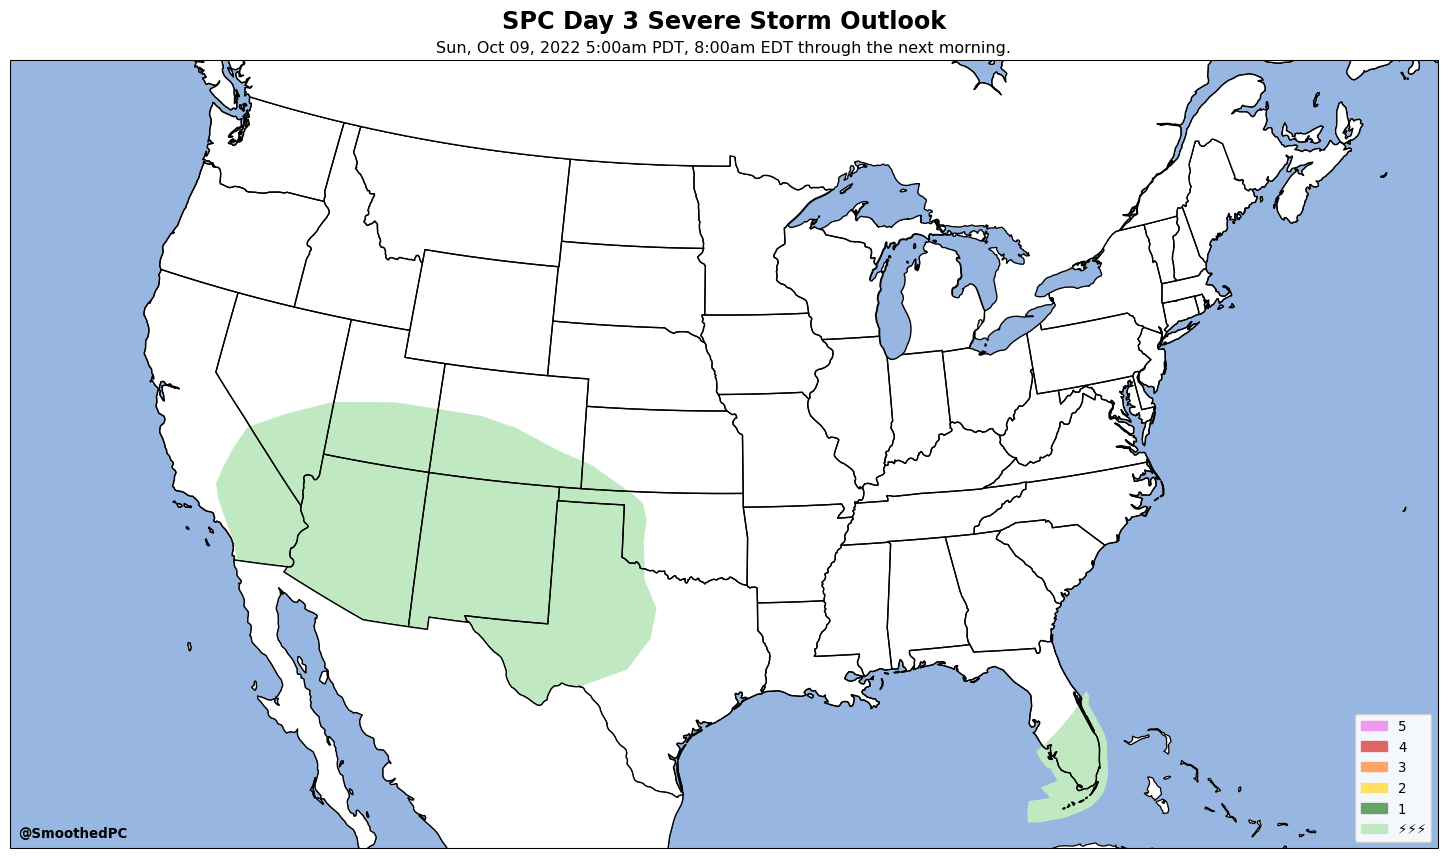 SPC Day 3 Severe Storm Outlook
Sun, Oct 09, 2022 5:00am PDT, 8:00am EDT through the next morning.
5
4
3
2
1
⚡⚡⚡
@SmoothedPC